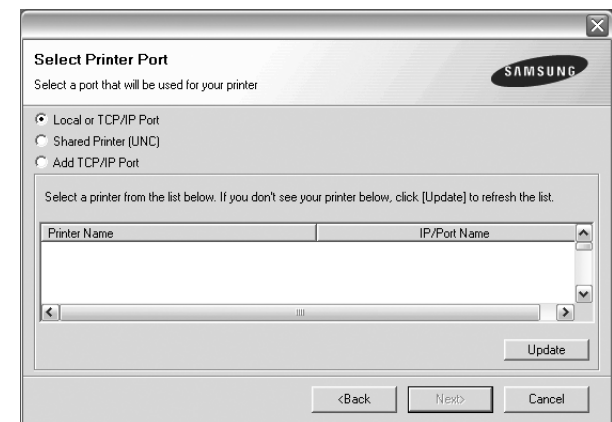 Select Printer Port
Select a port that will be used for your printer
SAMSUNG
Local or TCP/IP Port
Shared Printer (UNC)
Add TCP/IP Port
Select a printer from the list below. If you don't see your printer below, click [Update] to refresh the list.
Printer Name IP/Port Name
Update
<Back Next> Cancel